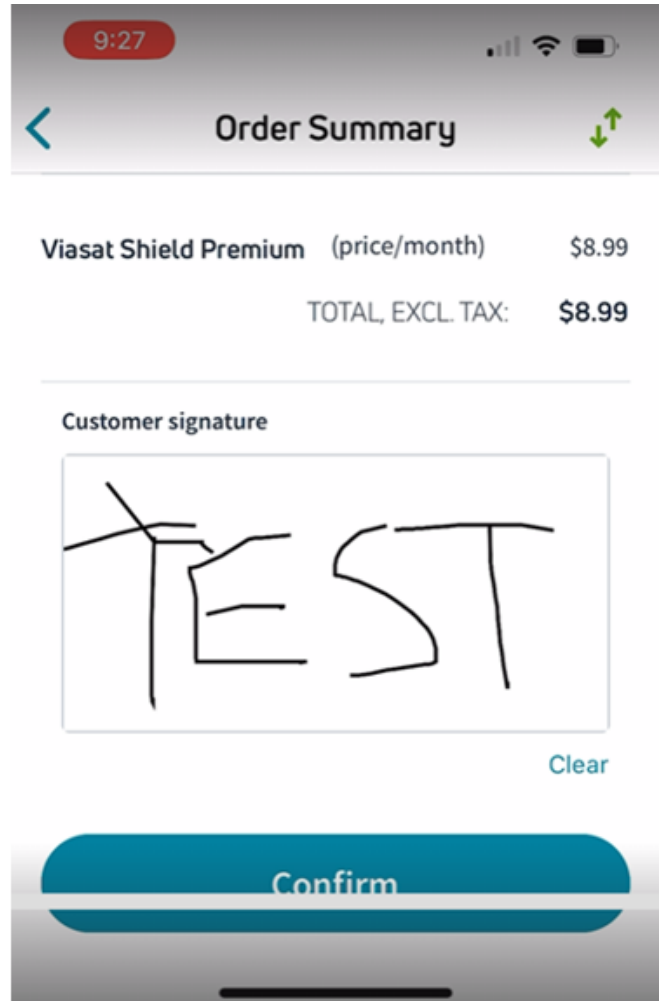 9:27
Order Summary
Viasat Shield Premium (price/month) $8.99
TOTAL, EXCL. TAX: $8.99
Customer signature
TEST
Clear
Confirm